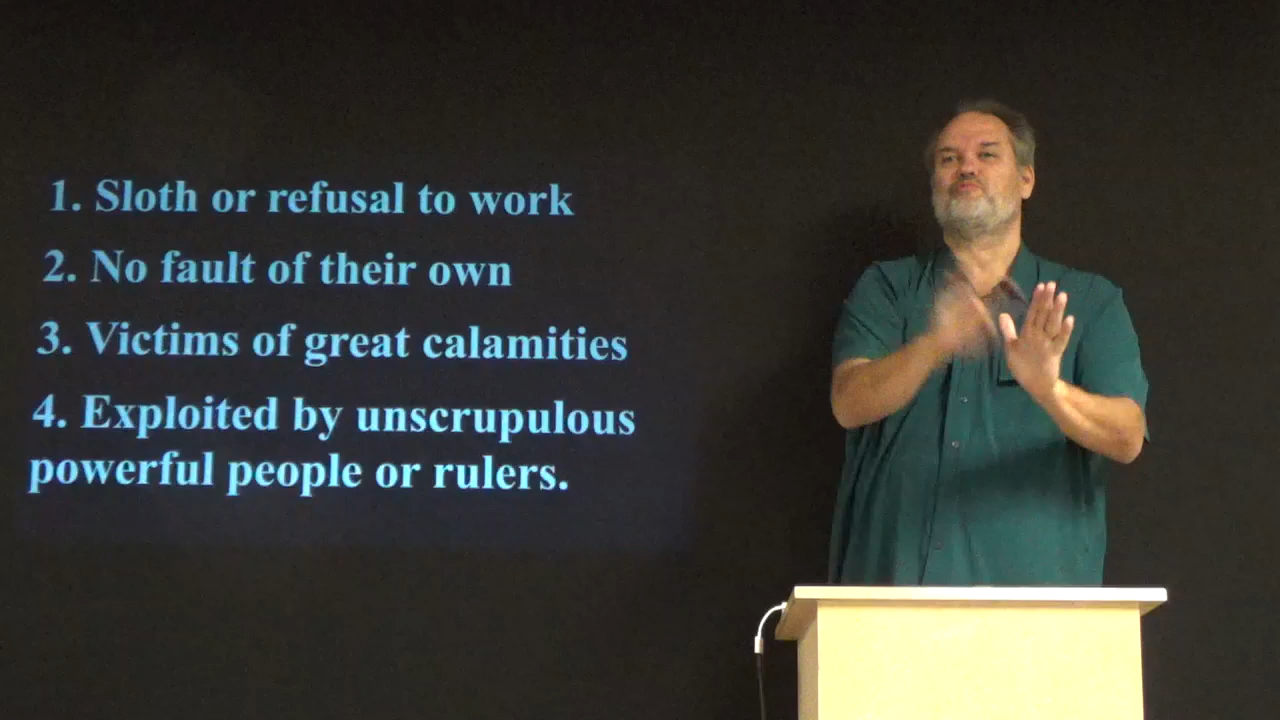 1. Sloth or refusal to work
2. No fault of their own
3. Victims of great calamities
4. Exploited by unscrupulous
powerful people or rulers.